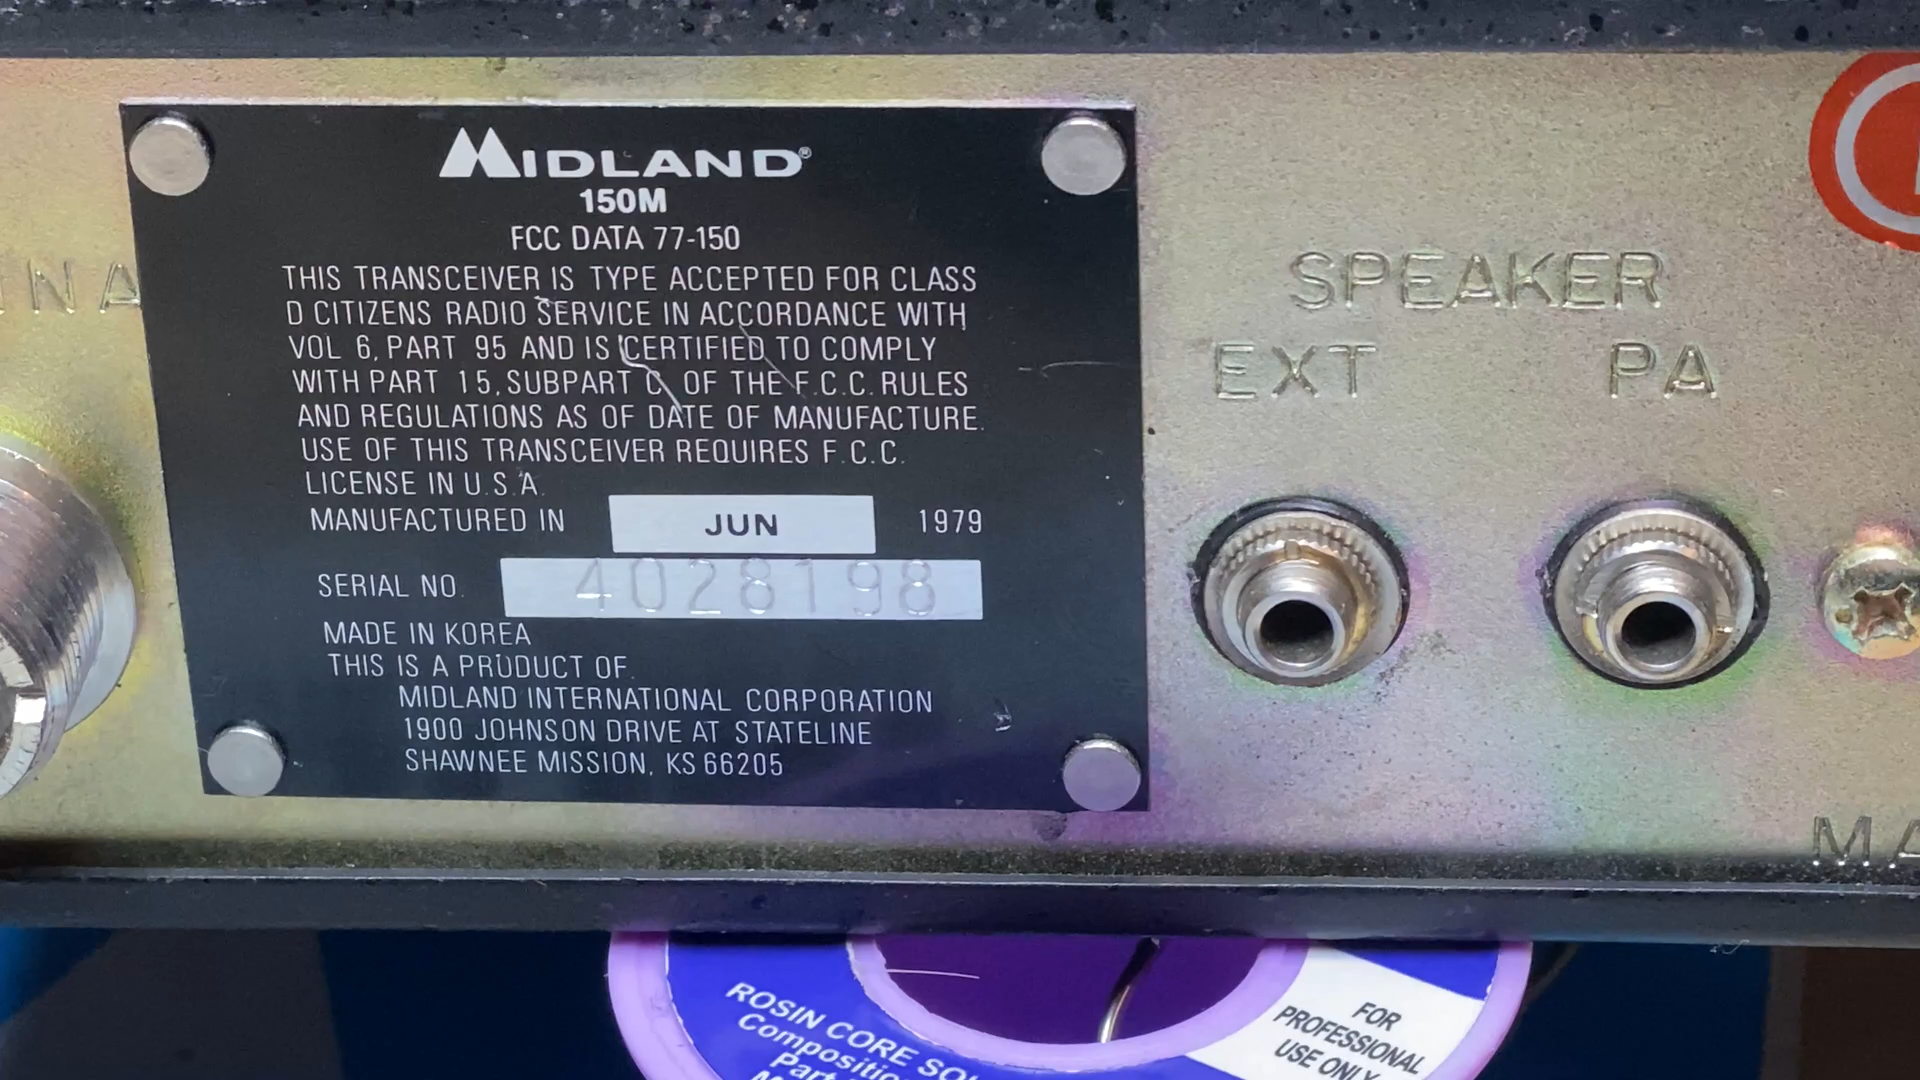 MIDLAND®
150M
FCC DATA 77-150
THIS TRANSCEIVER IS TYPE ACCEPTED FOR CLASS
D CITIZENS RADIO SERVICE IN ACCORDANCE WITH
VOL 6, PART 95 AND IS CERTIFIED TO COMPLY
WITH PART 15, SUBPART C, OF THE F.C.C. RULES
AND REGULATIONS AS OF DATE OF MANUFACTURE.
USE OF THIS TRANSCEIVER REQUIRES F.C.C.
LICENSE IN U.S.A.
MANUFACTURED IN JUN 1979
SERIAL NO. 4028198
MADE IN KOREA
THIS IS A PRODUCT OF.
MIDLAND INTERNATIONAL CORPORATION
1900 JOHNSON DRIVE AT STATELINE
SHAWNEE MISSION, KS 66205
SPEAKER
EXT PA
ROSIN CORE
FOR
PROFESSIONAL
USE ONLY